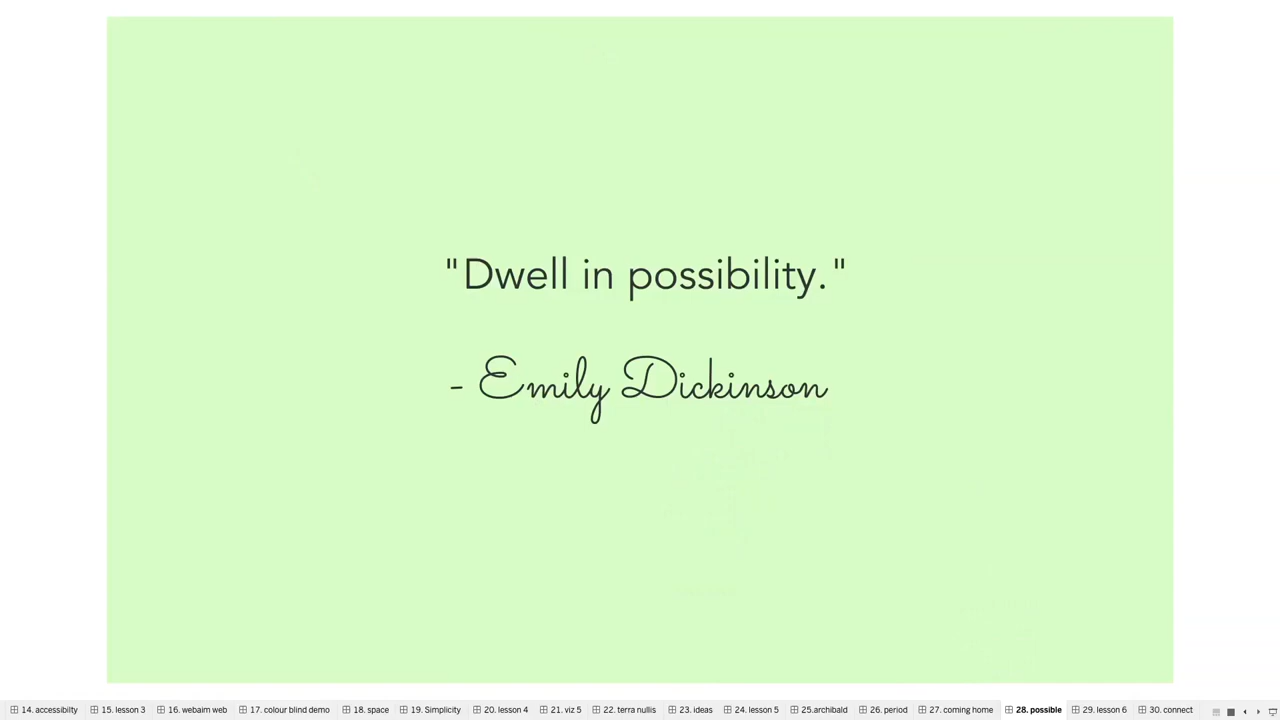 "Dwell in possibility."
- Emily Dickinson
14. accessibilty 15. lesson 3 16. webaim web 17. colour blind demo 18. space 19. Simplicity 20. lesson 4 21. viz 5 22. terra nullis 23. ideas 24. lesson 5 25.archibald 26. period 27. coming home 28. possible 29. lesson 6 30. connect